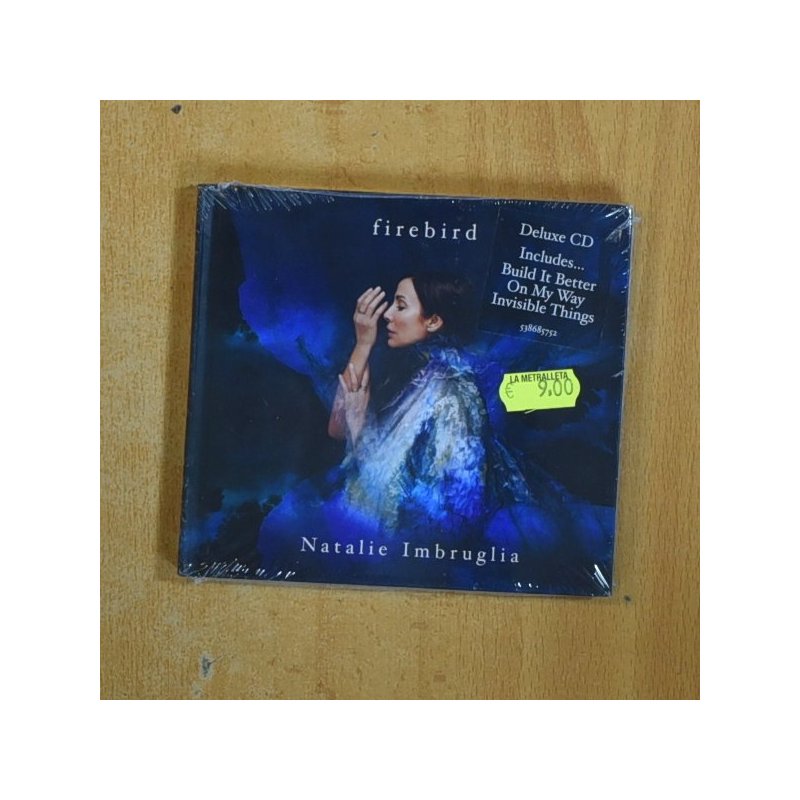 firebird
Deluxe CD
Includes...
Build It Better
On My Way
Invisible Things
538685752
LA METRALLETA
€ 9,00
Natalie Imbruglia